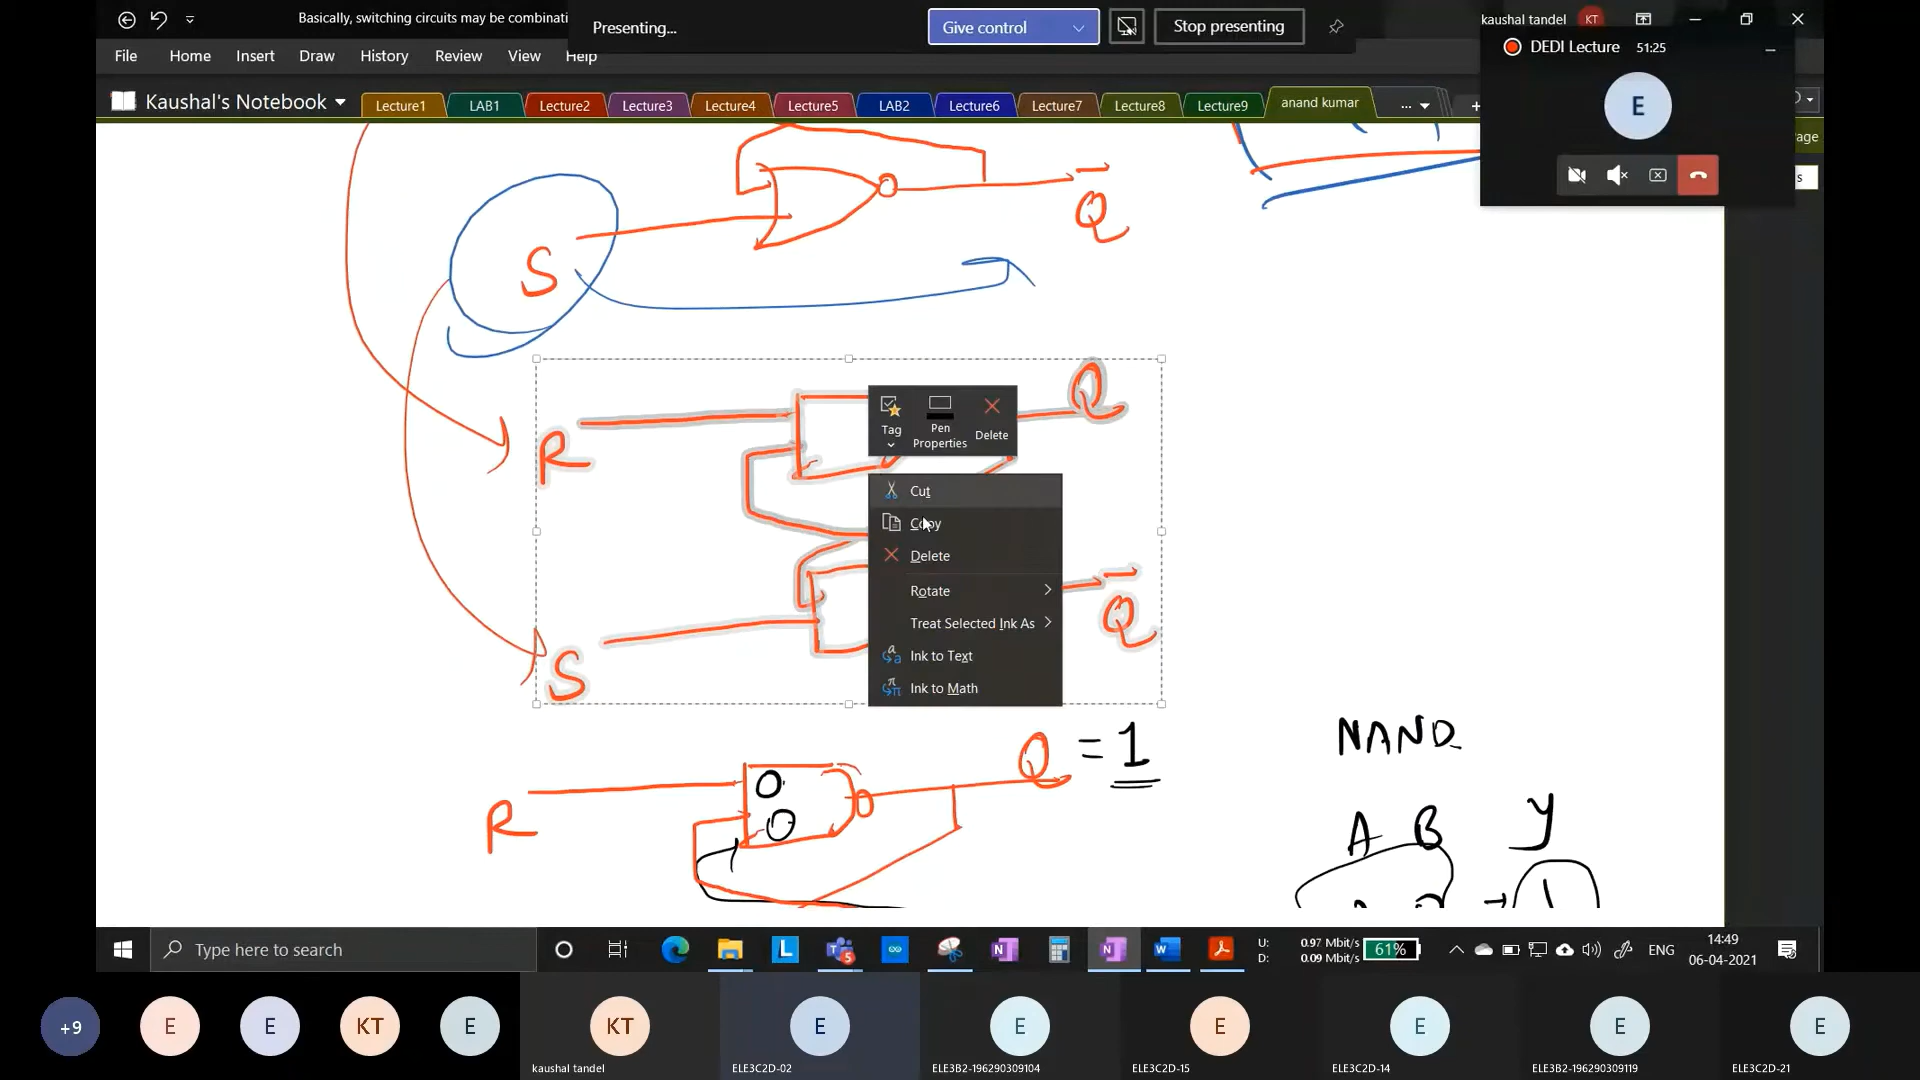 Basically, switching circuits may be combinati
Presenting...
Give control
Stop presenting
kaushal tandel
KT
File Home Insert Draw History Review View Help
DEDI Lecture 51:25
Kaushal's Notebook
Lecture1 LAB1 Lecture2 Lecture3 Lecture4 Lecture5 LAB2 Lecture6 Lecture7 Lecture8 Lecture9 anand kumar ... +
E
age
s
Q
S
R
Q
Tag
Pen Properties
Delete
Cut
Copy
Delete
Rotate
Treat Selected Ink As
Ink to Text
Ink to Math
S
Q
R
0
0
Q = 1
NAND
A B Y
Type here to search
U: 0.97 Mbit/s
D: 0.09 Mbit/s
61%
ENG
14:49
06-04-2021
+9 E E KT E KT E E E E E E
kaushal tandel
ELE3C2D-02
ELE3B2-196290309104
ELE3C2D-15
ELE3C2D-14
ELE3B2-196290309119
ELE3C2D-21